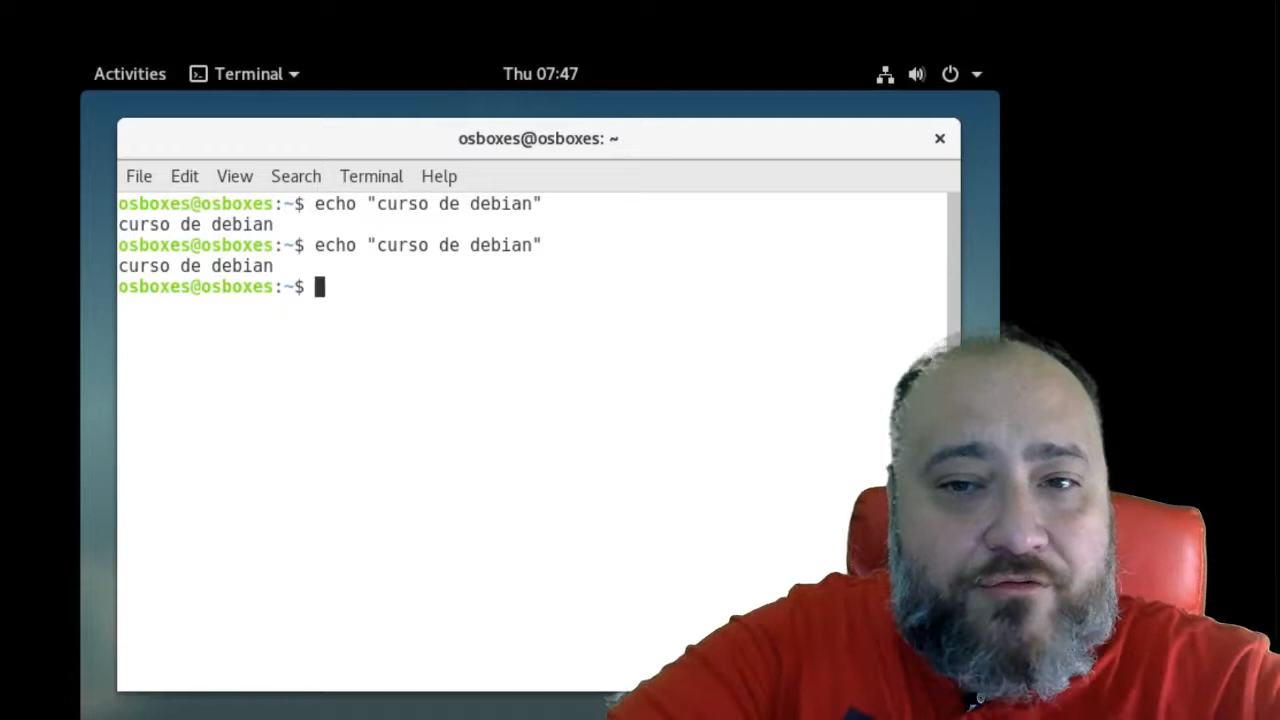 Activities Terminal Thu 07:47
osboxes@osboxes: ~
File Edit View Search Terminal Help
osboxes@osboxes:~$ echo "curso de debian"
curso de debian
osboxes@osboxes:~$ echo "curso de debian"
curso de debian
osboxes@osboxes:~$